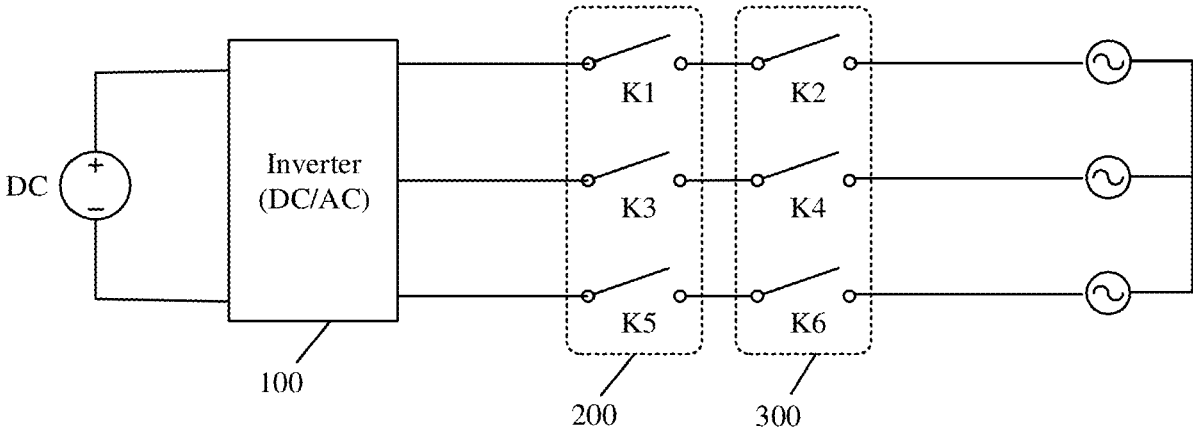 K1
K2
DC
+
−
Inverter
(DC/AC)
K3
K4
K5
K6
100
200
300